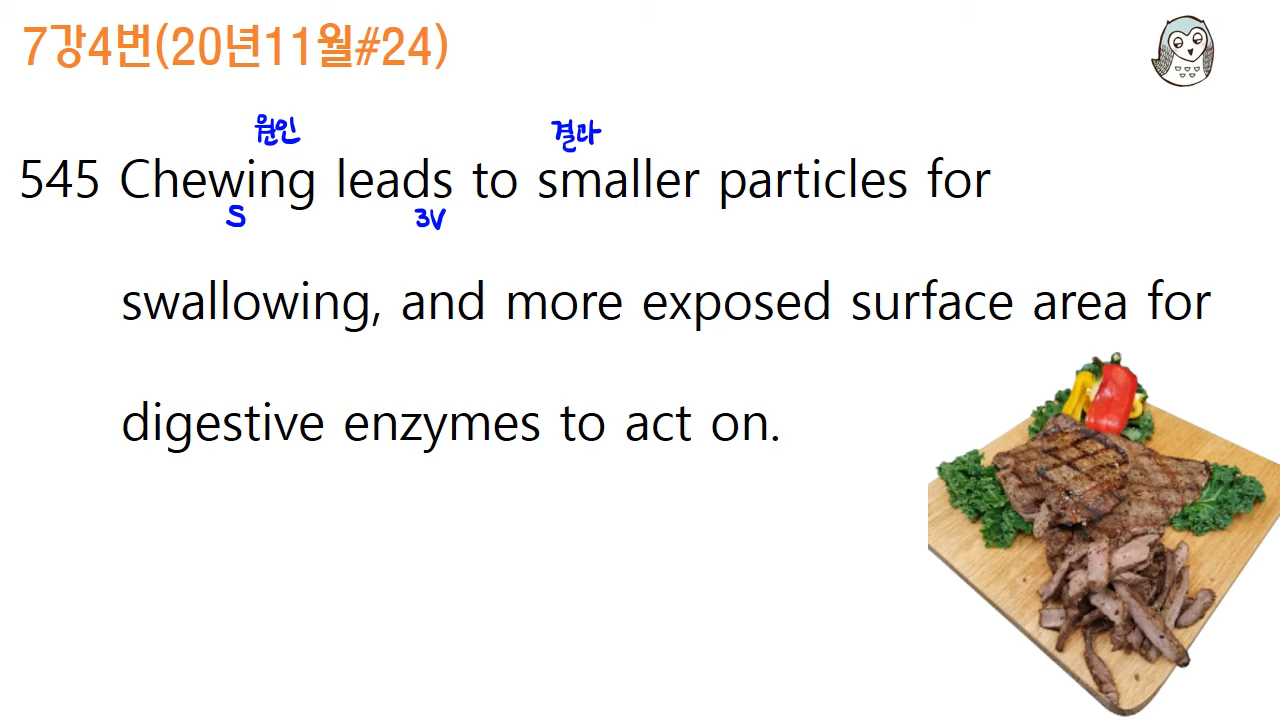 7강4번(20년11월#24)
원인 결과
545 Chewing leads to smaller particles for
S 3V
swallowing, and more exposed surface area for
digestive enzymes to act on.